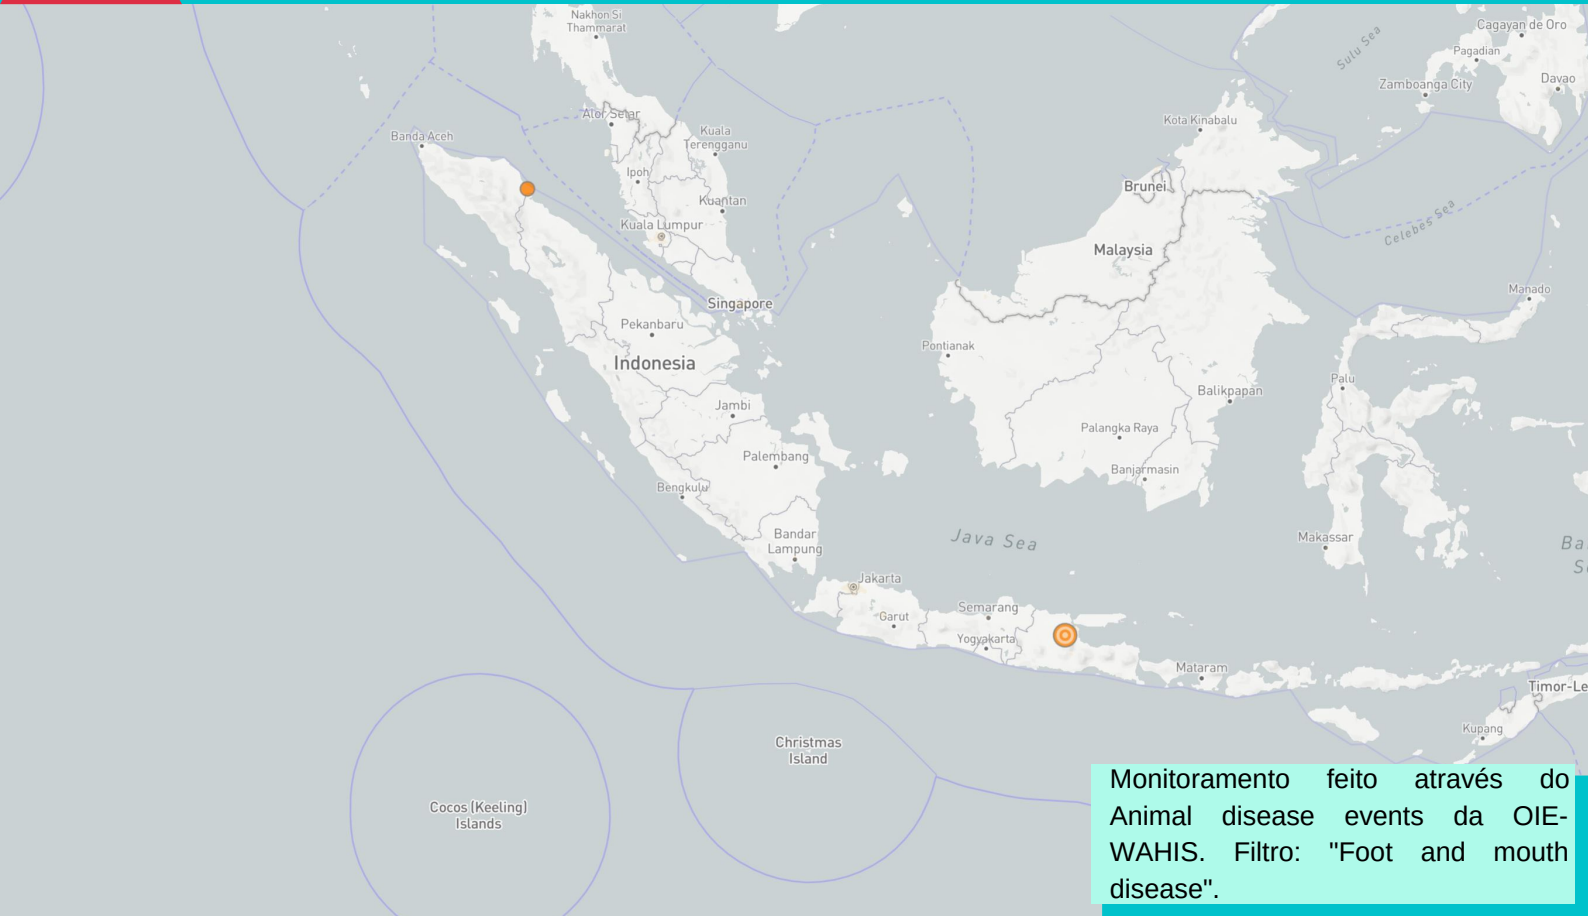 Nakhon Si
Thammarat
Cagayan de Oro
Sulu Sea
Pagadian
Zamboanga City
Davao
Alor Setar
Banda Aceh
Kuala
Terengganu
Kota Kinabalu
Ipoh
Brunei
Kuantan
Kuala Lumpur
Celebes Sea
Malaysia
Manado
Singapore
Pekanbaru
Pontianak
Indonesia
Palu
Balikpapan
Jambi
Palangka Raya
Palembang
Banjarmasin
Bengkulu
Bandar
Lampung
Java Sea
Makassar
Ba
S
Jakarta
Semarang
Garut
Yogyakarta
Mataram
Timor-Le
Kupang
Christmas
Island
Cocos (Keeling)
Islands
Monitoramento feito através do
Animal disease events da OIE-
WAHIS. Filtro: "Foot and mouth
disease".